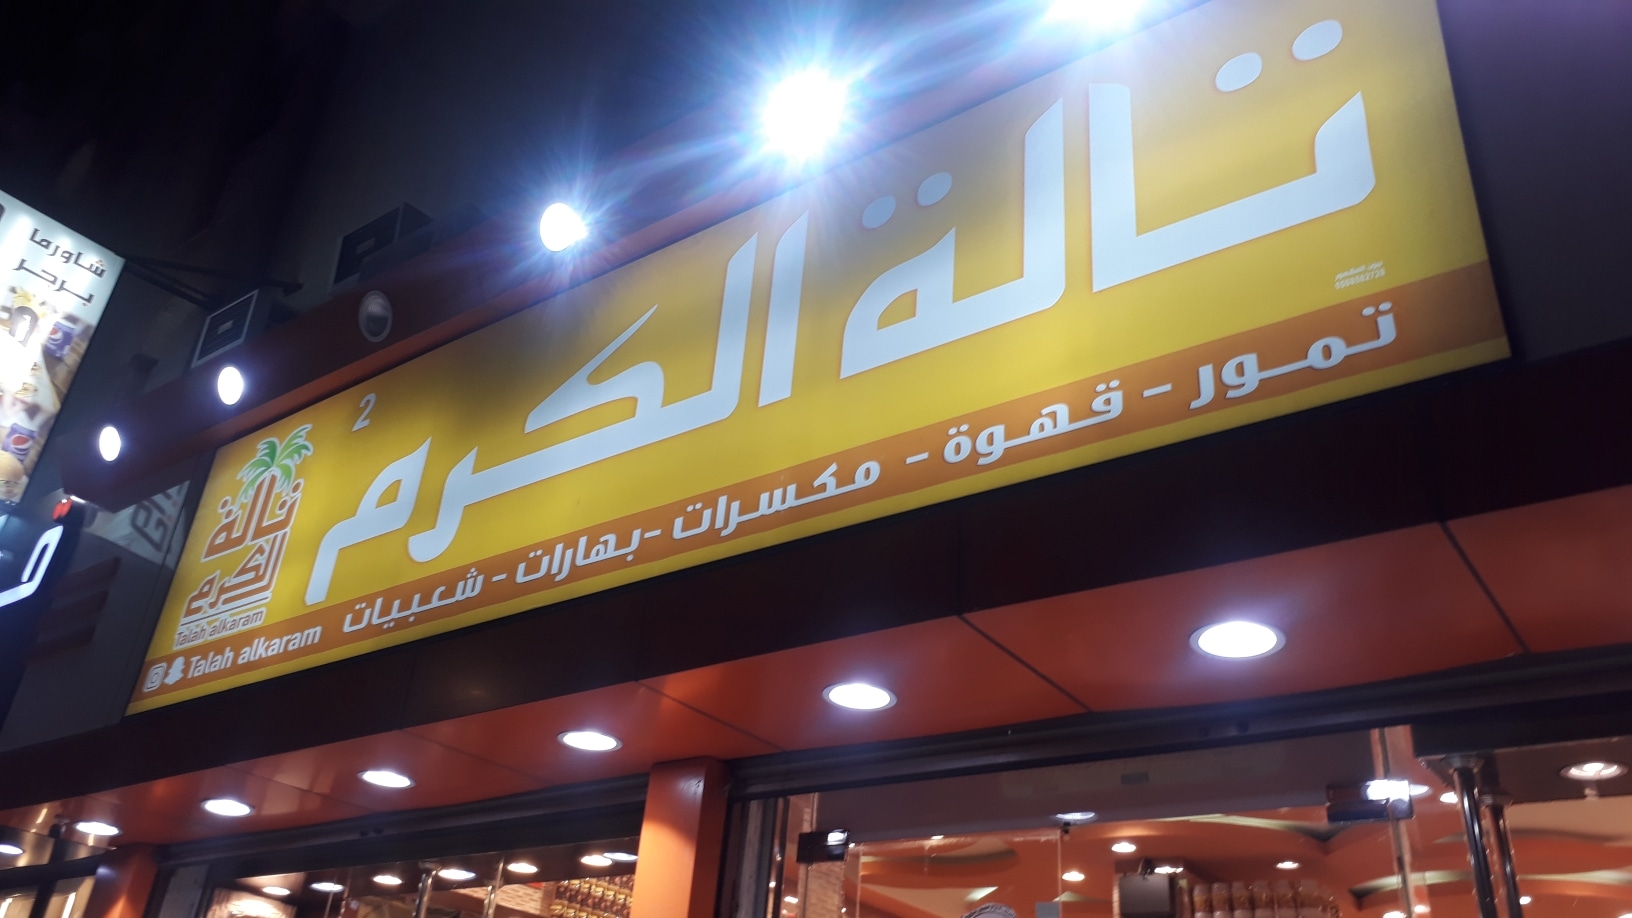 تالة الكرم
2
تمور - قهوة - مكسرات - بهارات - شعبيات
Talah alkaram
تالة
الكرم
Talah alkaram
شاورما
برجر